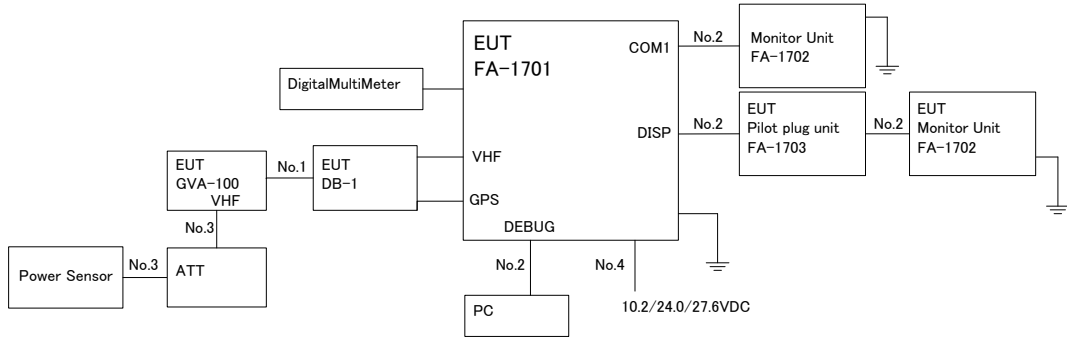 EUT
FA-1701
COM1
No.2
Monitor Unit
FA-1702
DigitalMultiMeter
DISP
No.2
EUT
Pilot plug unit
FA-1703
No.2
EUT
Monitor Unit
FA-1702
EUT
GVA-100
VHF
No.1
EUT
DB-1
VHF
GPS
DEBUG
No.3
Power Sensor
No.3
ATT
No.2
No.4
PC
10.2/24.0/27.6VDC